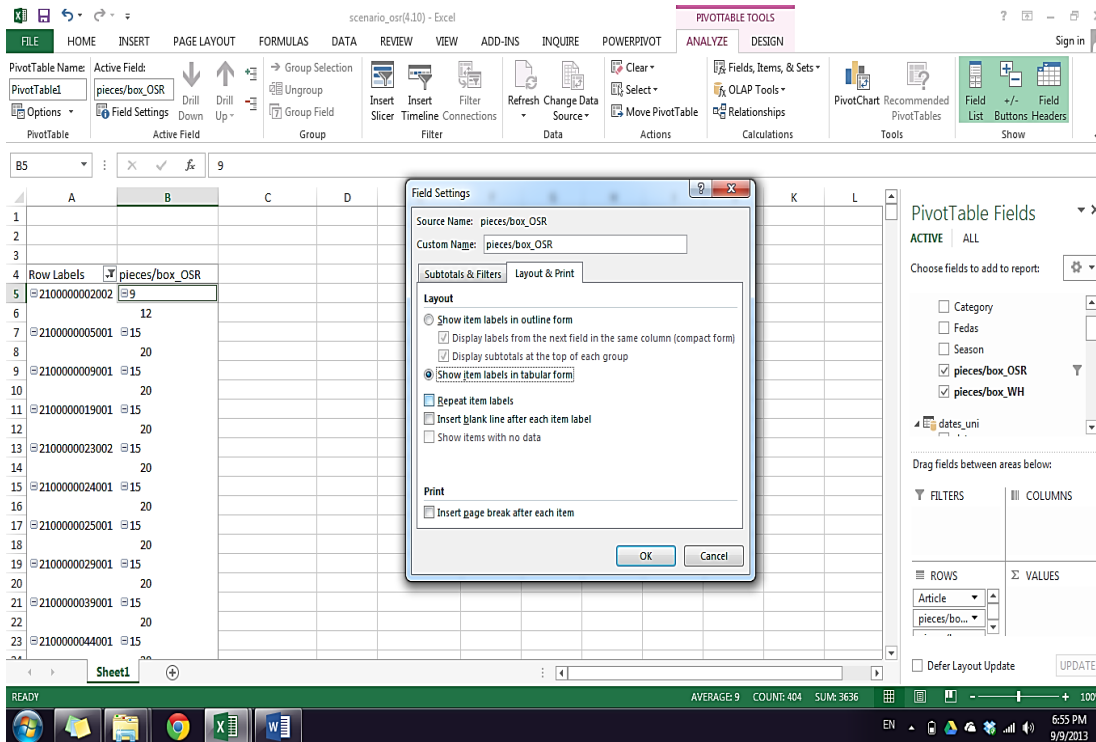 scenario_osr(4.10) - Excel
PIVOTTABLE TOOLS
?
FILE HOME INSERT PAGE LAYOUT FORMULAS DATA REVIEW VIEW ADD-INS INQUIRE POWERPIVOT ANALYZE DESIGN Sign in
PivotTable Name:
PivotTable1
Options
PivotTable
Active Field:
pieces/box_OSR
Field Settings
Drill Down
Drill Up
Active Field
Group Selection
Ungroup
Group Field
Group
Insert Slicer
Insert Timeline
Filter Connections
Filter
Refresh
Change Data Source
Data
Clear
Select
Move PivotTable
Actions
Fields, Items, & Sets
OLAP Tools
Relationships
Calculations
PivotChart
Recommended PivotTables
Tools
Field List
+/- Buttons
Field Headers
Show
B5 fx 9
A B C D K L
1
2
3
4 Row Labels pieces/box_OSR
5 2100000002002 9
6 12
7 2100000005001 15
8 20
9 2100000009001 15
10 20
11 2100000019001 15
12 20
13 2100000023002 15
14 20
15 2100000024001 15
16 20
17 2100000025001 15
18 20
19 2100000029001 15
20 20
21 2100000039001 15
22 20
23 2100000044001 15
Field Settings
?
X
Source Name: pieces/box_OSR
Custom Name: pieces/box_OSR
Subtotals & Filters Layout & Print
Layout
Show item labels in outline form
Display labels from the next field in the same column (compact form)
Display subtotals at the top of each group
Show item labels in tabular form
Repeat item labels
Insert blank line after each item label
Show items with no data
Print
Insert page break after each item
OK Cancel
PivotTable Fields
ACTIVE ALL
Choose fields to add to report:
Category
Fedas
Season
pieces/box_OSR
pieces/box_WH
dates_uni
Drag fields between areas below:
FILTERS COLUMNS
ROWS Σ VALUES
Article
pieces/bo...
Defer Layout Update UPDATE
Sheet1
READY AVERAGE: 9 COUNT: 404 SUM: 3636 - + 100
EN 6:55 PM
9/9/2013